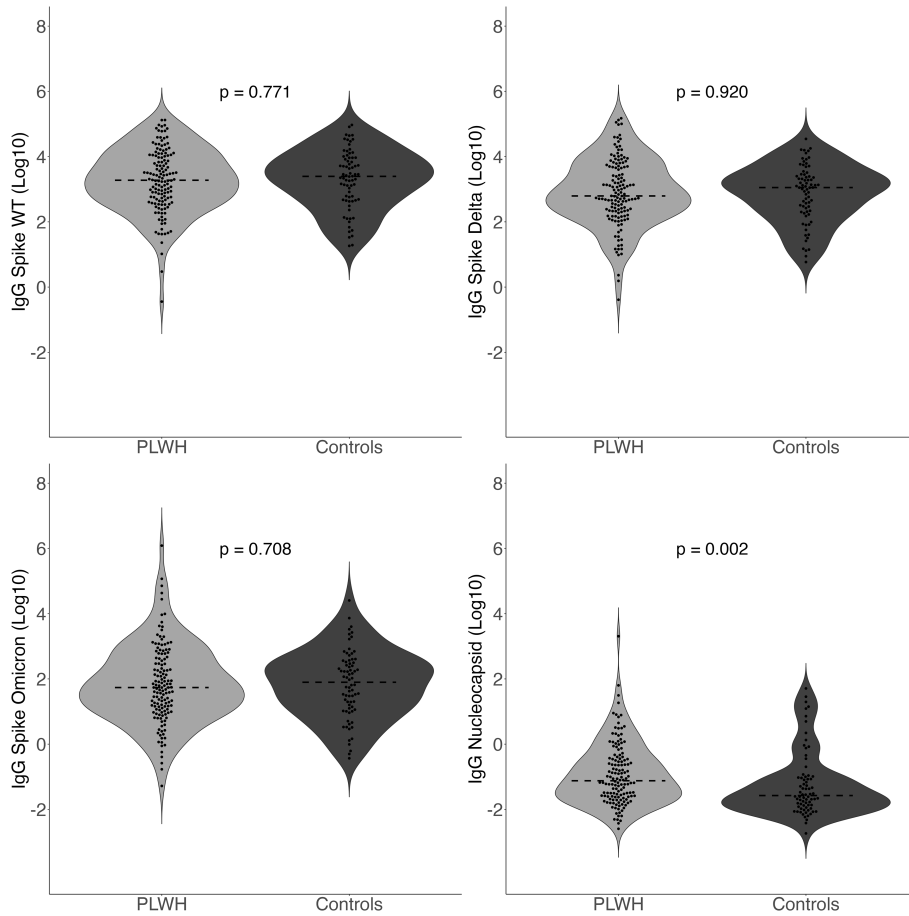 IgG Spike WT (Log10)
8
6
4
2
0
-2
p = 0.771
PLWH Controls
IgG Spike Delta (Log10)
8
6
4
2
0
-2
p = 0.920
PLWH Controls
IgG Spike Omicron (Log10)
8
6
4
2
0
-2
p = 0.708
PLWH Controls
IgG Nucleocapsid (Log10)
8
6
4
2
0
-2
p = 0.002
PLWH Controls